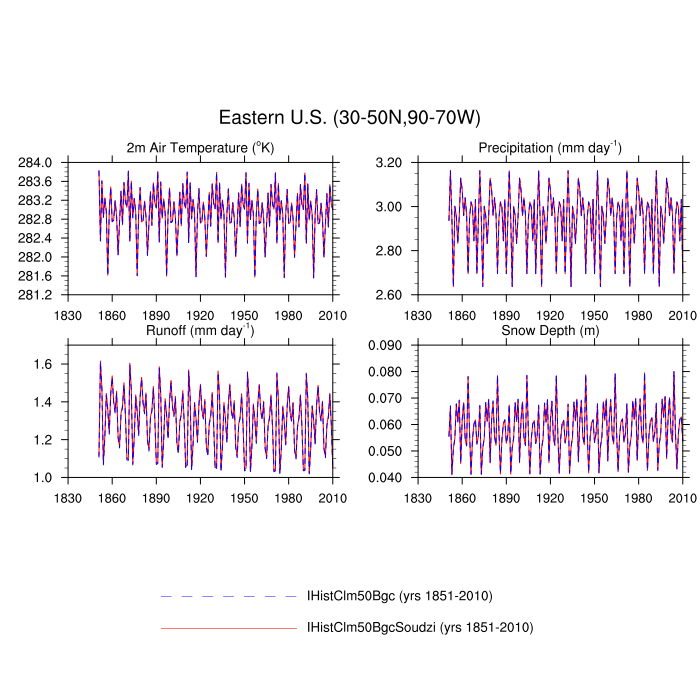 Eastern U.S. (30-50N,90-70W)
2m Air Temperature (°K)
284.0
283.6
283.2
282.8
282.4
282.0
281.6
281.2
1830 1860 1890 1920 1950 1980 2010
Precipitation (mm day⁻¹)
3.20
3.00
2.80
2.60
1830 1860 1890 1920 1950 1980 2010
Runoff (mm day⁻¹)
1.6
1.4
1.2
1.0
1830 1860 1890 1920 1950 1980 2010
Snow Depth (m)
0.090
0.080
0.070
0.060
0.050
0.040
1830 1860 1890 1920 1950 1980 2010
IHistClm50Bgc (yrs 1851-2010)
IHistClm50BgcSoudzi (yrs 1851-2010)